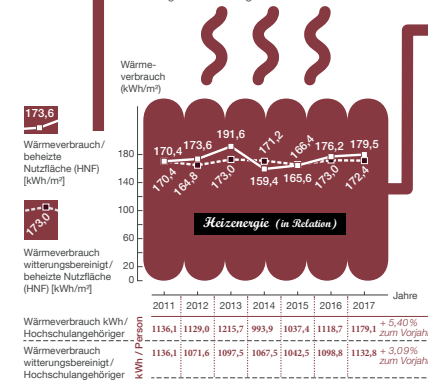 Wärme-
verbrauch
(kWh/m²)
173,6
Wärmeverbrauch/
beheizte
Nutzfläche (HNF)
[kWh/m²]
173,0
Wärmeverbrauch
witterungsbereinigt/
beheizte Nutzfläche
(HNF) [kWh/m²]
180
140
100
60
20
0
170,4 173,6 191,6 159,4 165,6 176,2 179,5
170,4 164,8 173,0 171,2 166,4 173,0 172,4
Heizenergie (in Relation)
2011 2012 2013 2014 2015 2016 2017
Jahre
kWh / Person
Wärmeverbrauch kWh/
Hochschulangehöriger
1136,1 1129,0 1215,7 993,9 1037,4 1118,7 1179,1 + 5,40%
zum Vorjah
Wärmeverbrauch
witterungsbereinigt/
Hochschulangehöriger
1136,1 1071,6 1097,5 1067,5 1042,5 1098,8 1132,8 + 3,09%
zum Vorjah